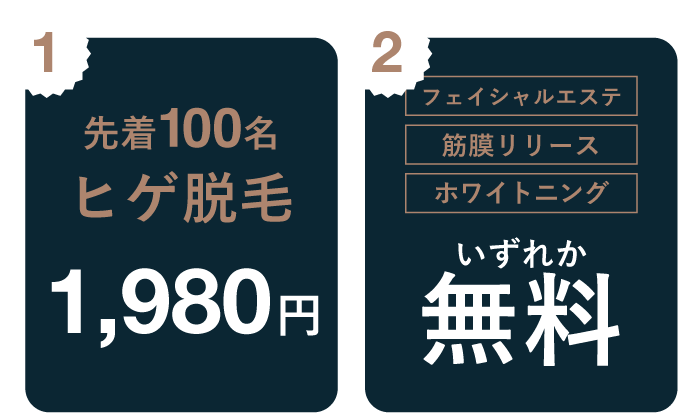 1
先着100名
ヒゲ脱毛
1,980円
2
フェイシャルエステ
筋膜リリース
ホワイトニング
いずれか
無料